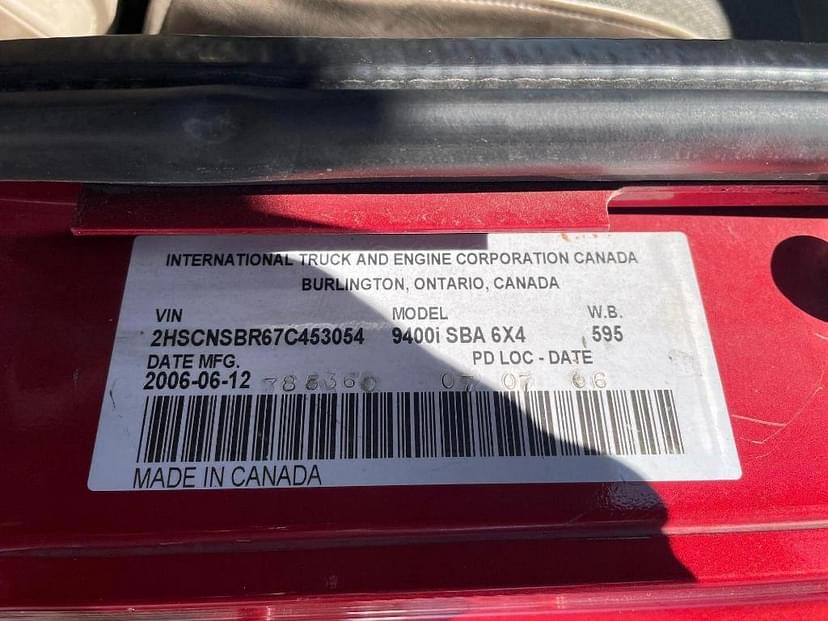 INTERNATIONAL TRUCK AND ENGINE CORPORATION CANADA
BURLINGTON, ONTARIO, CANADA
VIN MODEL W.B.
2HSCNSBR67C453054 9400i SBA 6X4 595
DATE MFG. PD LOC - DATE
2006-06-12 785360 07 07 06
MADE IN CANADA